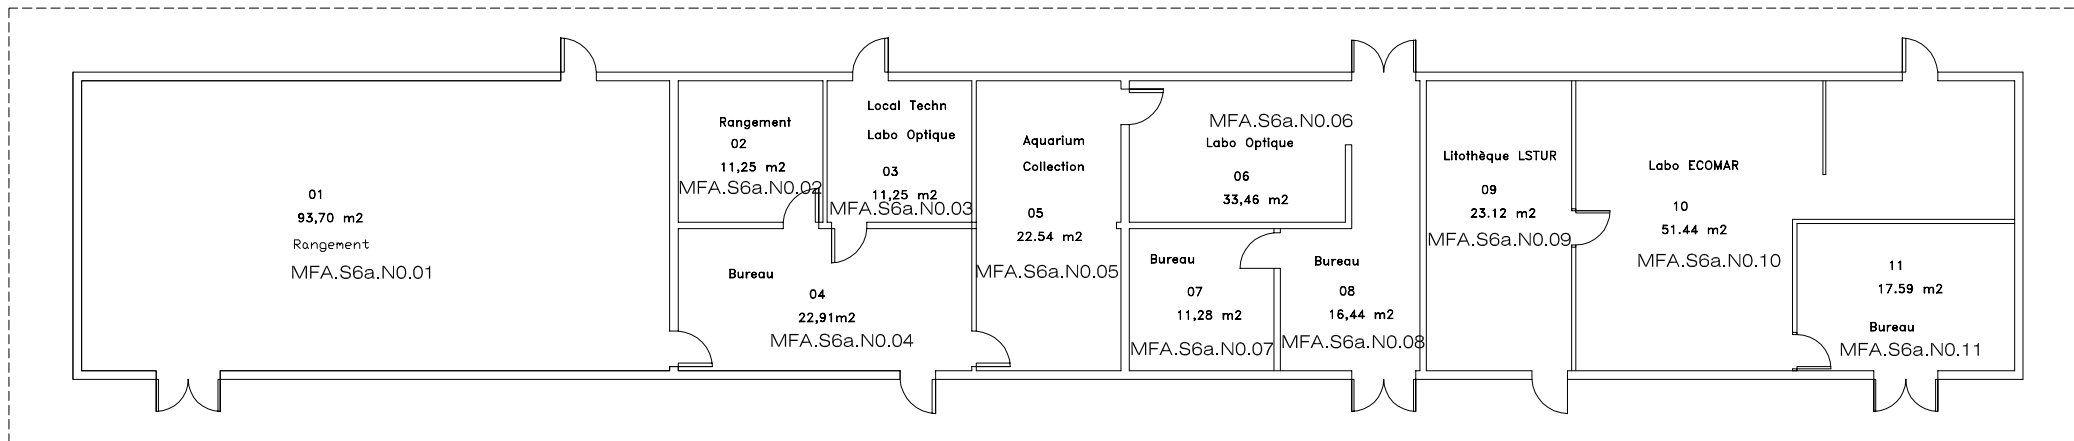 01
93,70 m2
Rangement
MFA.S6a.N0.01
Rangement
02
11,25 m2
MFA.S6a.N0.02
Local Techn
Labo Optique
03
11,25 m2
MFA.S6a.N0.03
Bureau
04
22,91m2
MFA.S6a.N0.04
Aquarium
Collection
05
22.54 m2
MFA.S6a.N0.05
MFA.S6a.N0.06
Labo Optique
06
33,46 m2
Bureau
07
11,28 m2
MFA.S6a.N0.07
Bureau
08
16,44 m2
MFA.S6a.N0.08
Litothèque LSTUR
09
23.12 m2
MFA.S6a.N0.09
Labo ECOMAR
10
51.44 m2
MFA.S6a.N0.10
11
17.59 m2
Bureau
MFA.S6a.N0.11